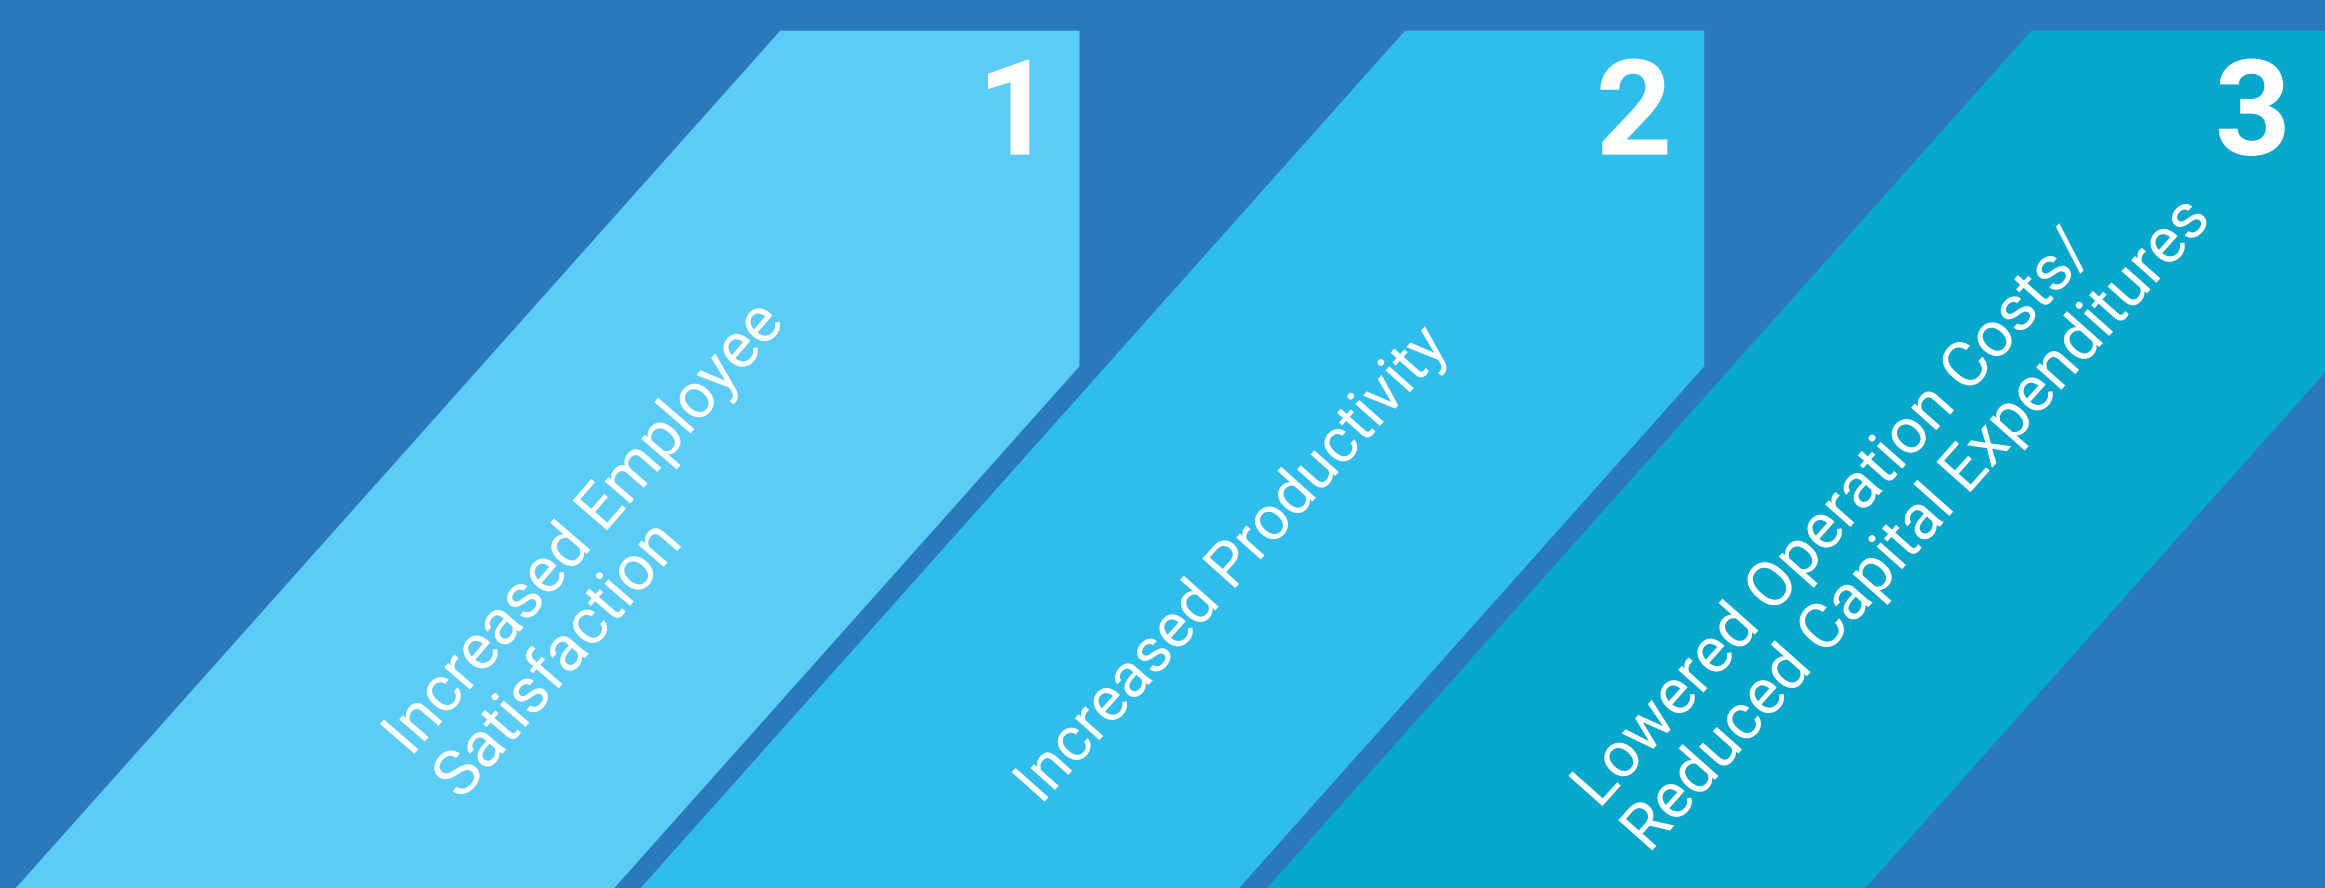 1
Increased Employee
Satisfaction
2
Increased Productivity
3
Lowered Operation Costs/
Reduced Capital Expenditures